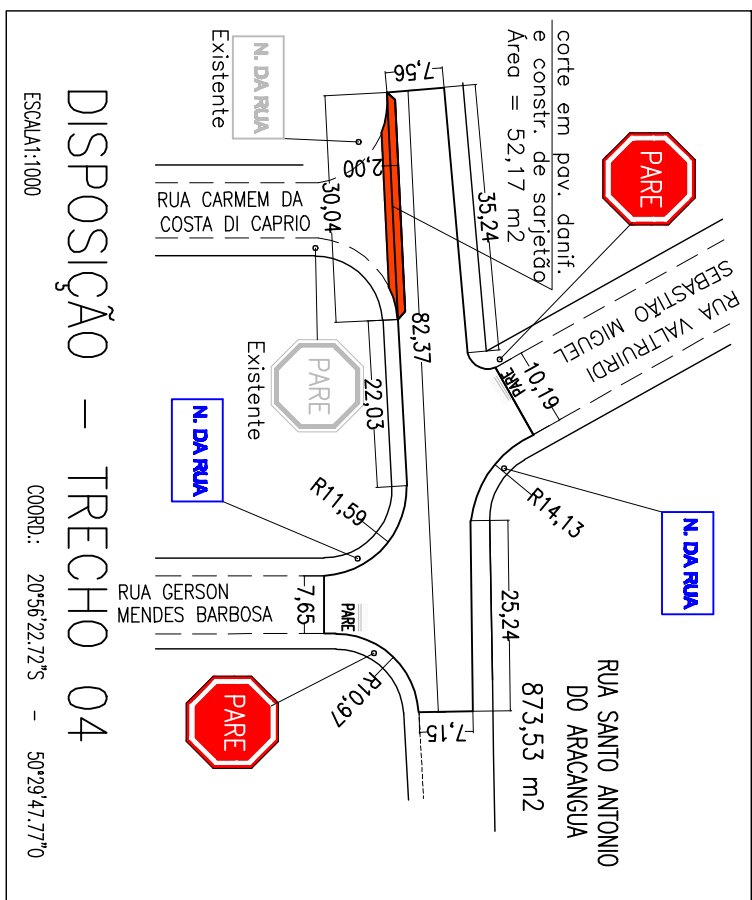 corte em pav. danif.
e constr. de sarjetão
Área = 52,17 m2
PARE
RUA VALTRUIRDI
SEBASTIÃO MIGUEL
PARE
10,19
R14,13
N. DA RUA
RUA SANTO ANTONIO
DO ARACANGUA
873,53 m2
7,56
35,24
82,37
25,24
7,15
2,00
30,04
22,03
R11,59
R10,97
N. DA RUA
Existente
RUA CARMEM DA
COSTA DI CAPRIO
PARE
Existente
N. DA RUA
RUA GERSON
MENDES BARBOSA
7,65
PARE
PARE
DISPOSIÇÃO - TRECHO 04
ESCALA1:1000
COORD.: 20°56'22.72"S - 50°29'47.77"O